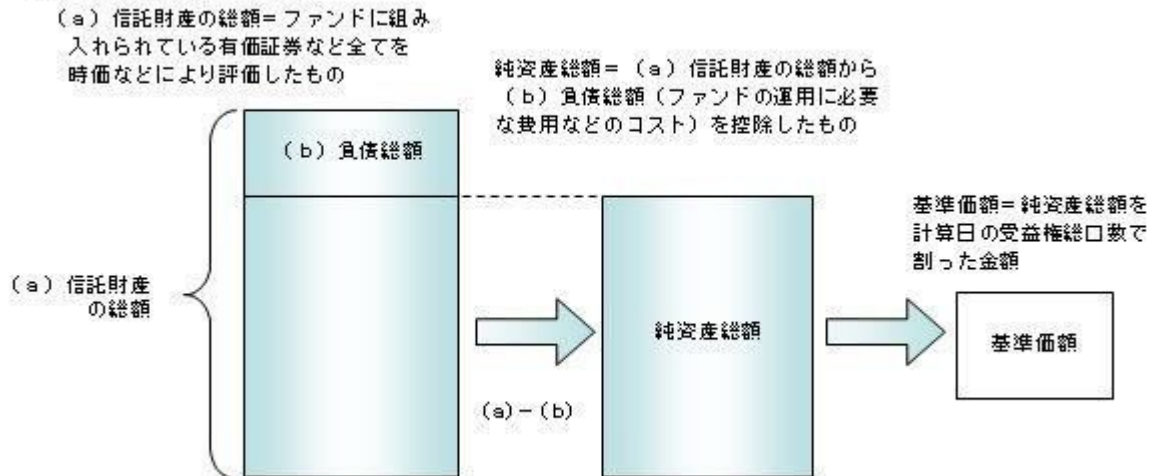 (a)信託財産の総額=ファンドに組み
入れられている有価証券など全てを
時価などにより評価したもの
純資産総額=(a)信託財産の総額から
(b)負債総額(ファンドの運用に必要
な費用などのコスト)を控除したもの
(b)負債総額
基準価額=純資産総額を
計算日の受益権総口数で
割った金額
(a)信託財産
の総額
純資産総額
基準価額
(a)-(b)